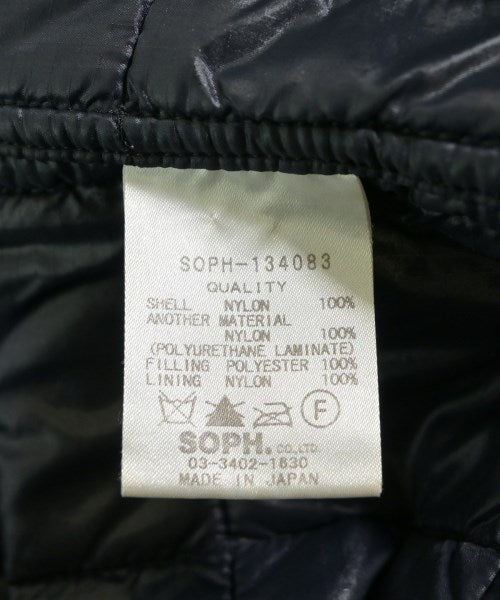 SOPH-134083
QUALITY
SHELL NYLON 100%
ANOTHER MATERIAL
NYLON 100%
(POLYURETHANE LAMINATE)
FILLING POLYESTER 100%
LINING NYLON 100%
F
SOPH. CO.,LTD.
03-3402-1630
MADE IN JAPAN